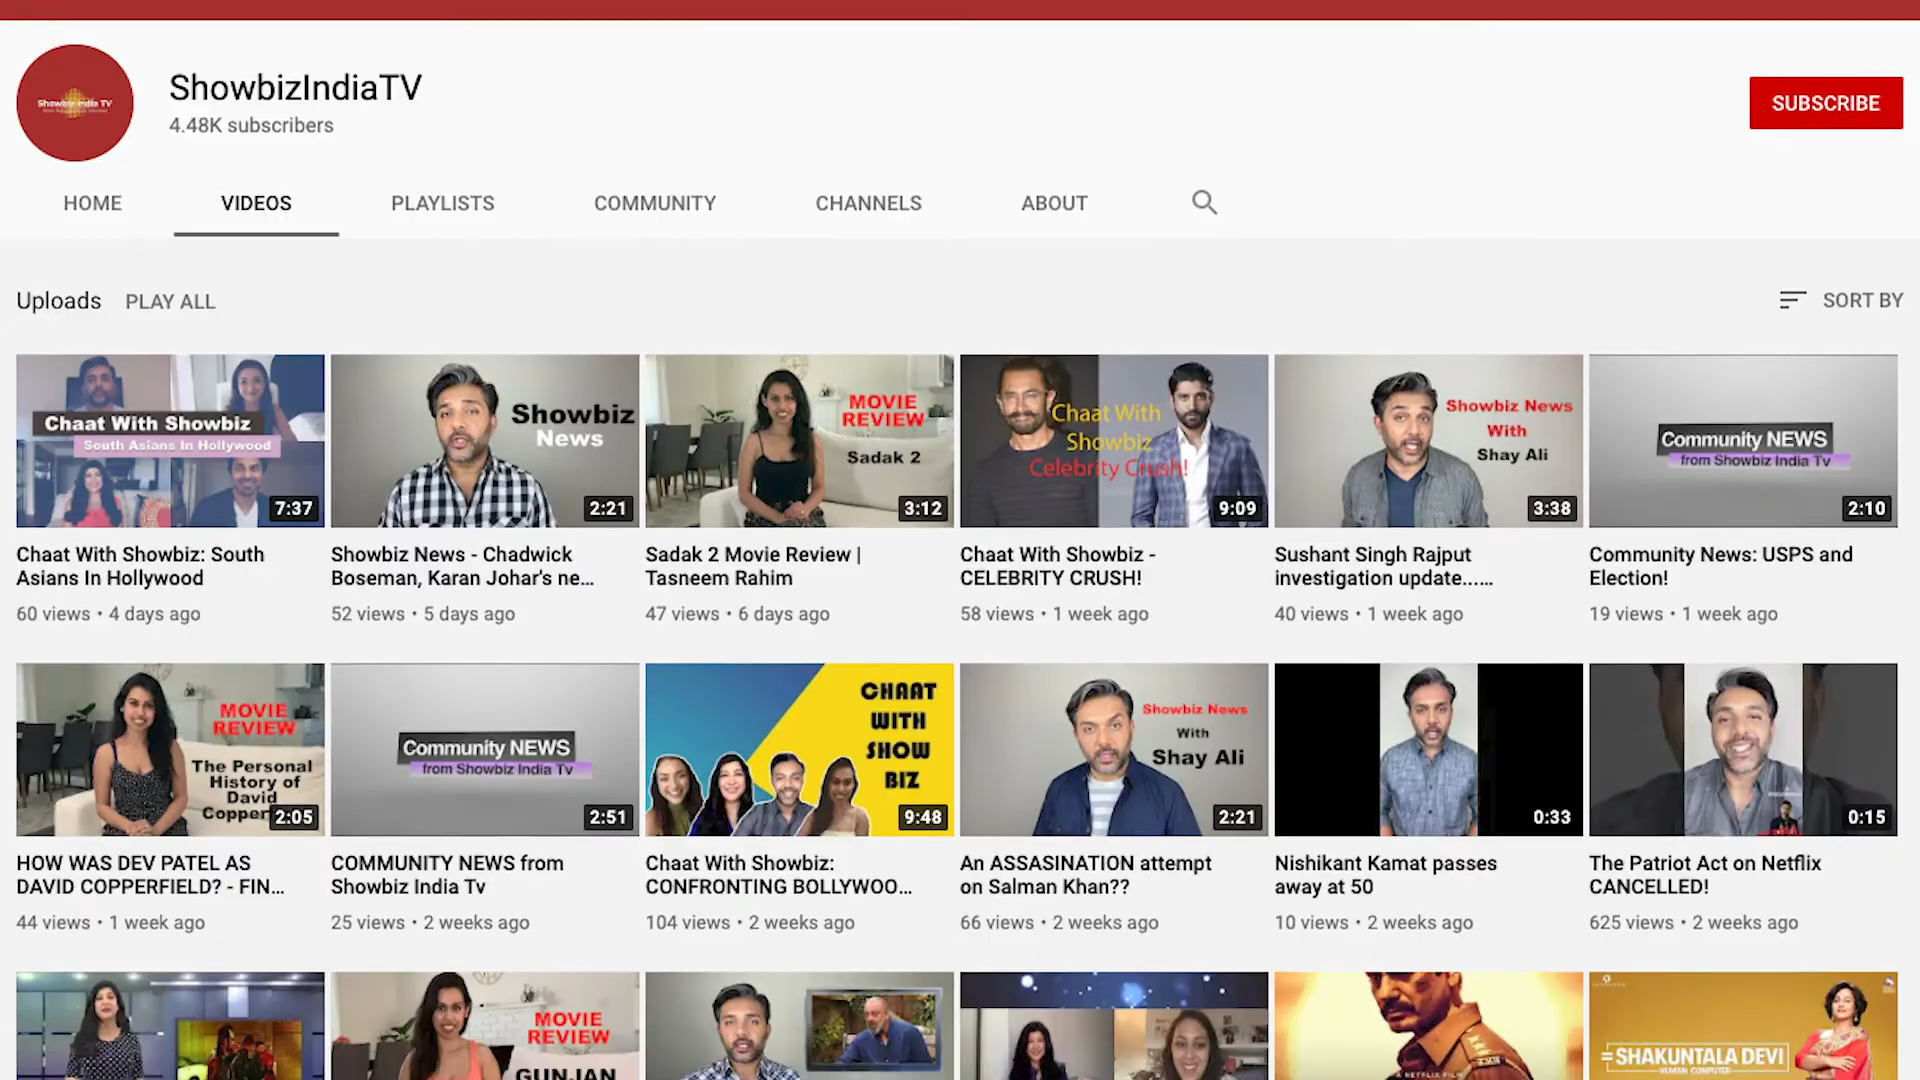 Showbiz India TV
ShowbizIndiaTV
4.48K subscribers
SUBSCRIBE
HOME
VIDEOS
PLAYLISTS
COMMUNITY
CHANNELS
ABOUT
Uploads
PLAY ALL
SORT BY
Chaat With Showbiz
South Asians In Hollywood
7:37
Showbiz
News
2:21
MOVIE
REVIEW
Sadak 2
3:12
Chaat With
Showbiz
Celebrity Crush!
9:09
Showbiz News
With
Shay Ali
3:38
Community NEWS
from Showbiz India Tv
2:10
Chaat With Showbiz: South
Asians In Hollywood
60 views • 4 days ago
Showbiz News - Chadwick
Boseman, Karan Johar's ne...
52 views • 5 days ago
Sadak 2 Movie Review |
Tasneem Rahim
47 views • 6 days ago
Chaat With Showbiz -
CELEBRITY CRUSH!
58 views • 1 week ago
Sushant Singh Rajput
investigation update......
40 views • 1 week ago
Community News: USPS and
Election!
19 views • 1 week ago
MOVIE
REVIEW
The Personal
History of
David
Copper
2:05
Community NEWS
from Showbiz India Tv
2:51
CHAAT
WITH
SHOW
BIZ
9:48
Showbiz News
With
Shay Ali
2:21
0:33
0:15
HOW WAS DEV PATEL AS
DAVID COPPERFIELD? - FIN...
44 views • 1 week ago
COMMUNITY NEWS from
Showbiz India Tv
25 views • 2 weeks ago
Chaat With Showbiz:
CONFRONTING BOLLYWOO...
104 views • 2 weeks ago
An ASSASINATION attempt
on Salman Khan??
66 views • 2 weeks ago
Nishikant Kamat passes
away at 50
10 views • 2 weeks ago
The Patriot Act on Netflix
CANCELLED!
625 views • 2 weeks ago
MOVIE
REVIEW
GUNJAN
A NETFLIX FILM
=SHAKUNTALA DEVI
HUMAN COMPUTER